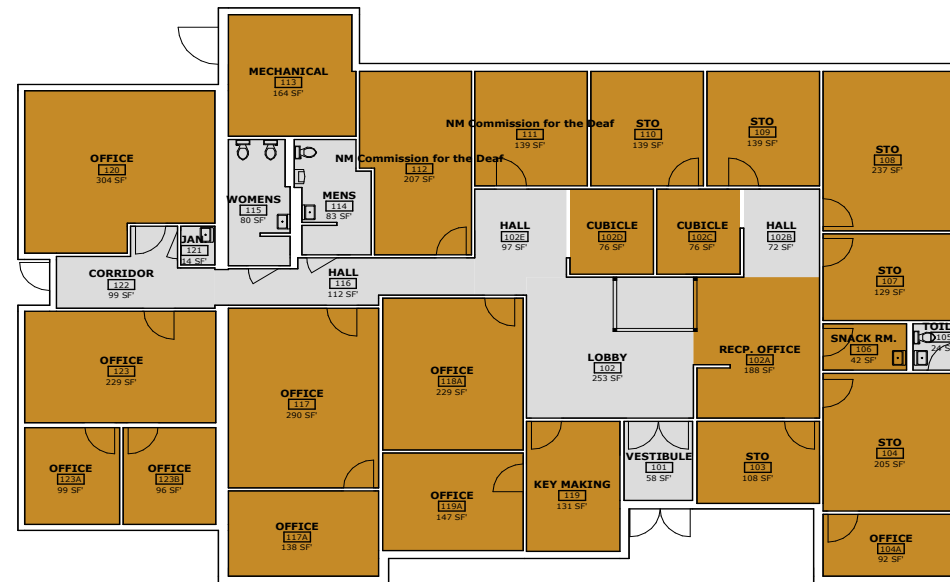 MECHANICAL
113
164 SF'
NM Commission for the Deaf
111
139 SF'
STO
110
139 SF'
STO
109
139 SF'
OFFICE
120
304 SF'
NM Commission for the Deaf
112
207 SF'
STO
108
237 SF'
WOMENS
115
80 SF'
MENS
114
83 SF'
HALL
102E
97 SF'
CUBICLE
102D
76 SF'
CUBICLE
102C
76 SF'
HALL
102B
72 SF'
JAN
121
14 SF'
CORRIDOR
122
99 SF'
HALL
116
112 SF'
STO
107
129 SF'
OFFICE
123
229 SF'
OFFICE
117
290 SF'
OFFICE
118A
229 SF'
LOBBY
102
253 SF'
RECP. OFFICE
102A
188 SF'
SNACK RM.
106
42 SF'
TOIL
105
24 S
OFFICE
123A
99 SF'
OFFICE
123B
96 SF'
OFFICE
119A
147 SF'
KEY MAKING
119
131 SF'
VESTIBULE
101
58 SF'
STO
103
108 SF'
STO
104
205 SF'
OFFICE
117A
138 SF'
OFFICE
104A
92 SF'